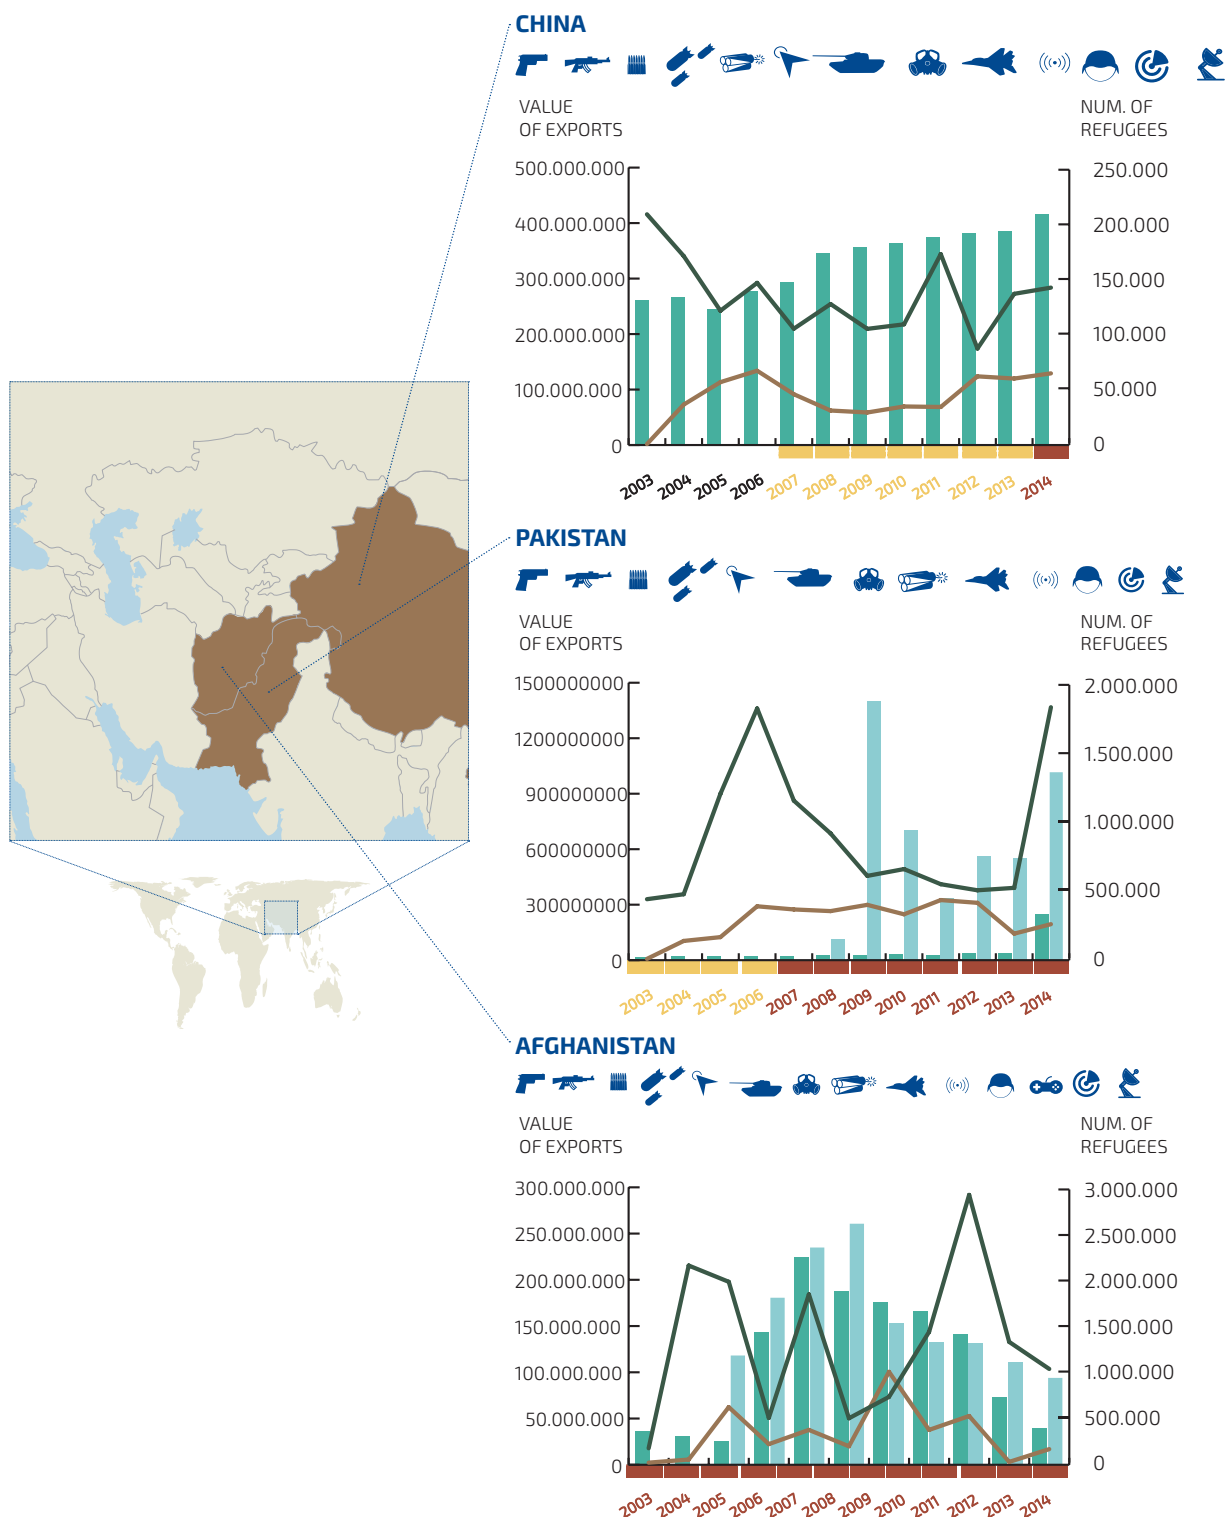 CHINA
VALUE
OF EXPORTS
NUM. OF
REFUGEES
500.000.000
400.000.000
300.000.000
200.000.000
100.000.000
0
250.000
200.000
150.000
100.000
50.000
0
2003 2004 2005 2006 2007 2008 2009 2010 2011 2012 2013 2014
PAKISTAN
VALUE
OF EXPORTS
NUM. OF
REFUGEES
1500000000
1200000000
900000000
600000000
300000000
0
2.000.000
1.500.000
1.000.000
500.000
0
2003 2004 2005 2006 2007 2008 2009 2010 2011 2012 2013 2014
AFGHANISTAN
VALUE
OF EXPORTS
NUM. OF
REFUGEES
300.000.000
250.000.000
200.000.000
150.000.000
100.000.000
50.000.000
0
3.000.000
2.500.000
2.000.000
1.500.000
1.000.000
500.000
0
2003 2004 2005 2006 2007 2008 2009 2010 2011 2012 2013 2014